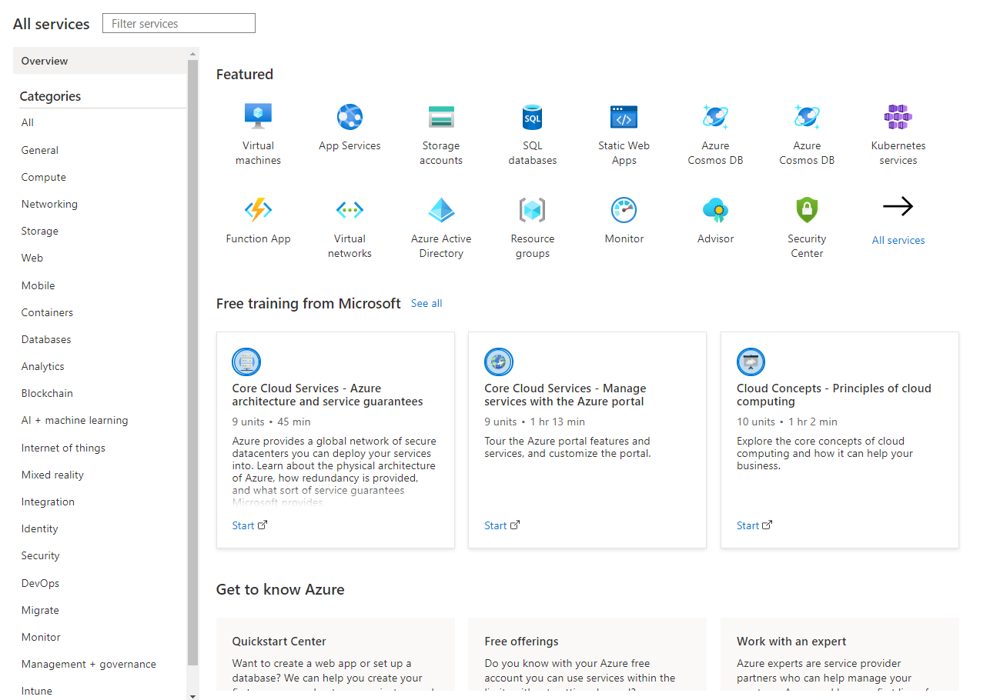 All services
Filter services
Overview
Categories
All
General
Compute
Networking
Storage
Web
Mobile
Containers
Databases
Analytics
Blockchain
AI + machine learning
Internet of things
Mixed reality
Integration
Identity
Security
DevOps
Migrate
Monitor
Management + governance
Intune
Featured
Virtual
machines
App Services
Storage
accounts
SQL
SQL
databases
Static Web
Apps
Azure
Cosmos DB
Azure
Cosmos DB
Kubernetes
services
Function App
Virtual
networks
Azure Active
Directory
Resource
groups
Monitor
Advisor
Security
Center
All services
Free training from Microsoft See all
Core Cloud Services - Azure
architecture and service guarantees
9 units • 45 min
Azure provides a global network of secure
datacenters you can deploy your services
into. Learn about the physical architecture
of Azure, how redundancy is provided,
and what sort of service guarantees
Microsoft provides
Start
Core Cloud Services - Manage
services with the Azure portal
9 units • 1 hr 13 min
Tour the Azure portal features and
services, and customize the portal.
Start
Cloud Concepts - Principles of cloud
computing
10 units • 1 hr 2 min
Explore the core concepts of cloud
computing and how it can help your
business.
Start
Get to know Azure
Quickstart Center
Want to create a web app or set up a
database? We can help you create your
Free offerings
Do you know with your Azure free
account you can use services within the
Work with an expert
Azure experts are service provider
partners who can help manage your